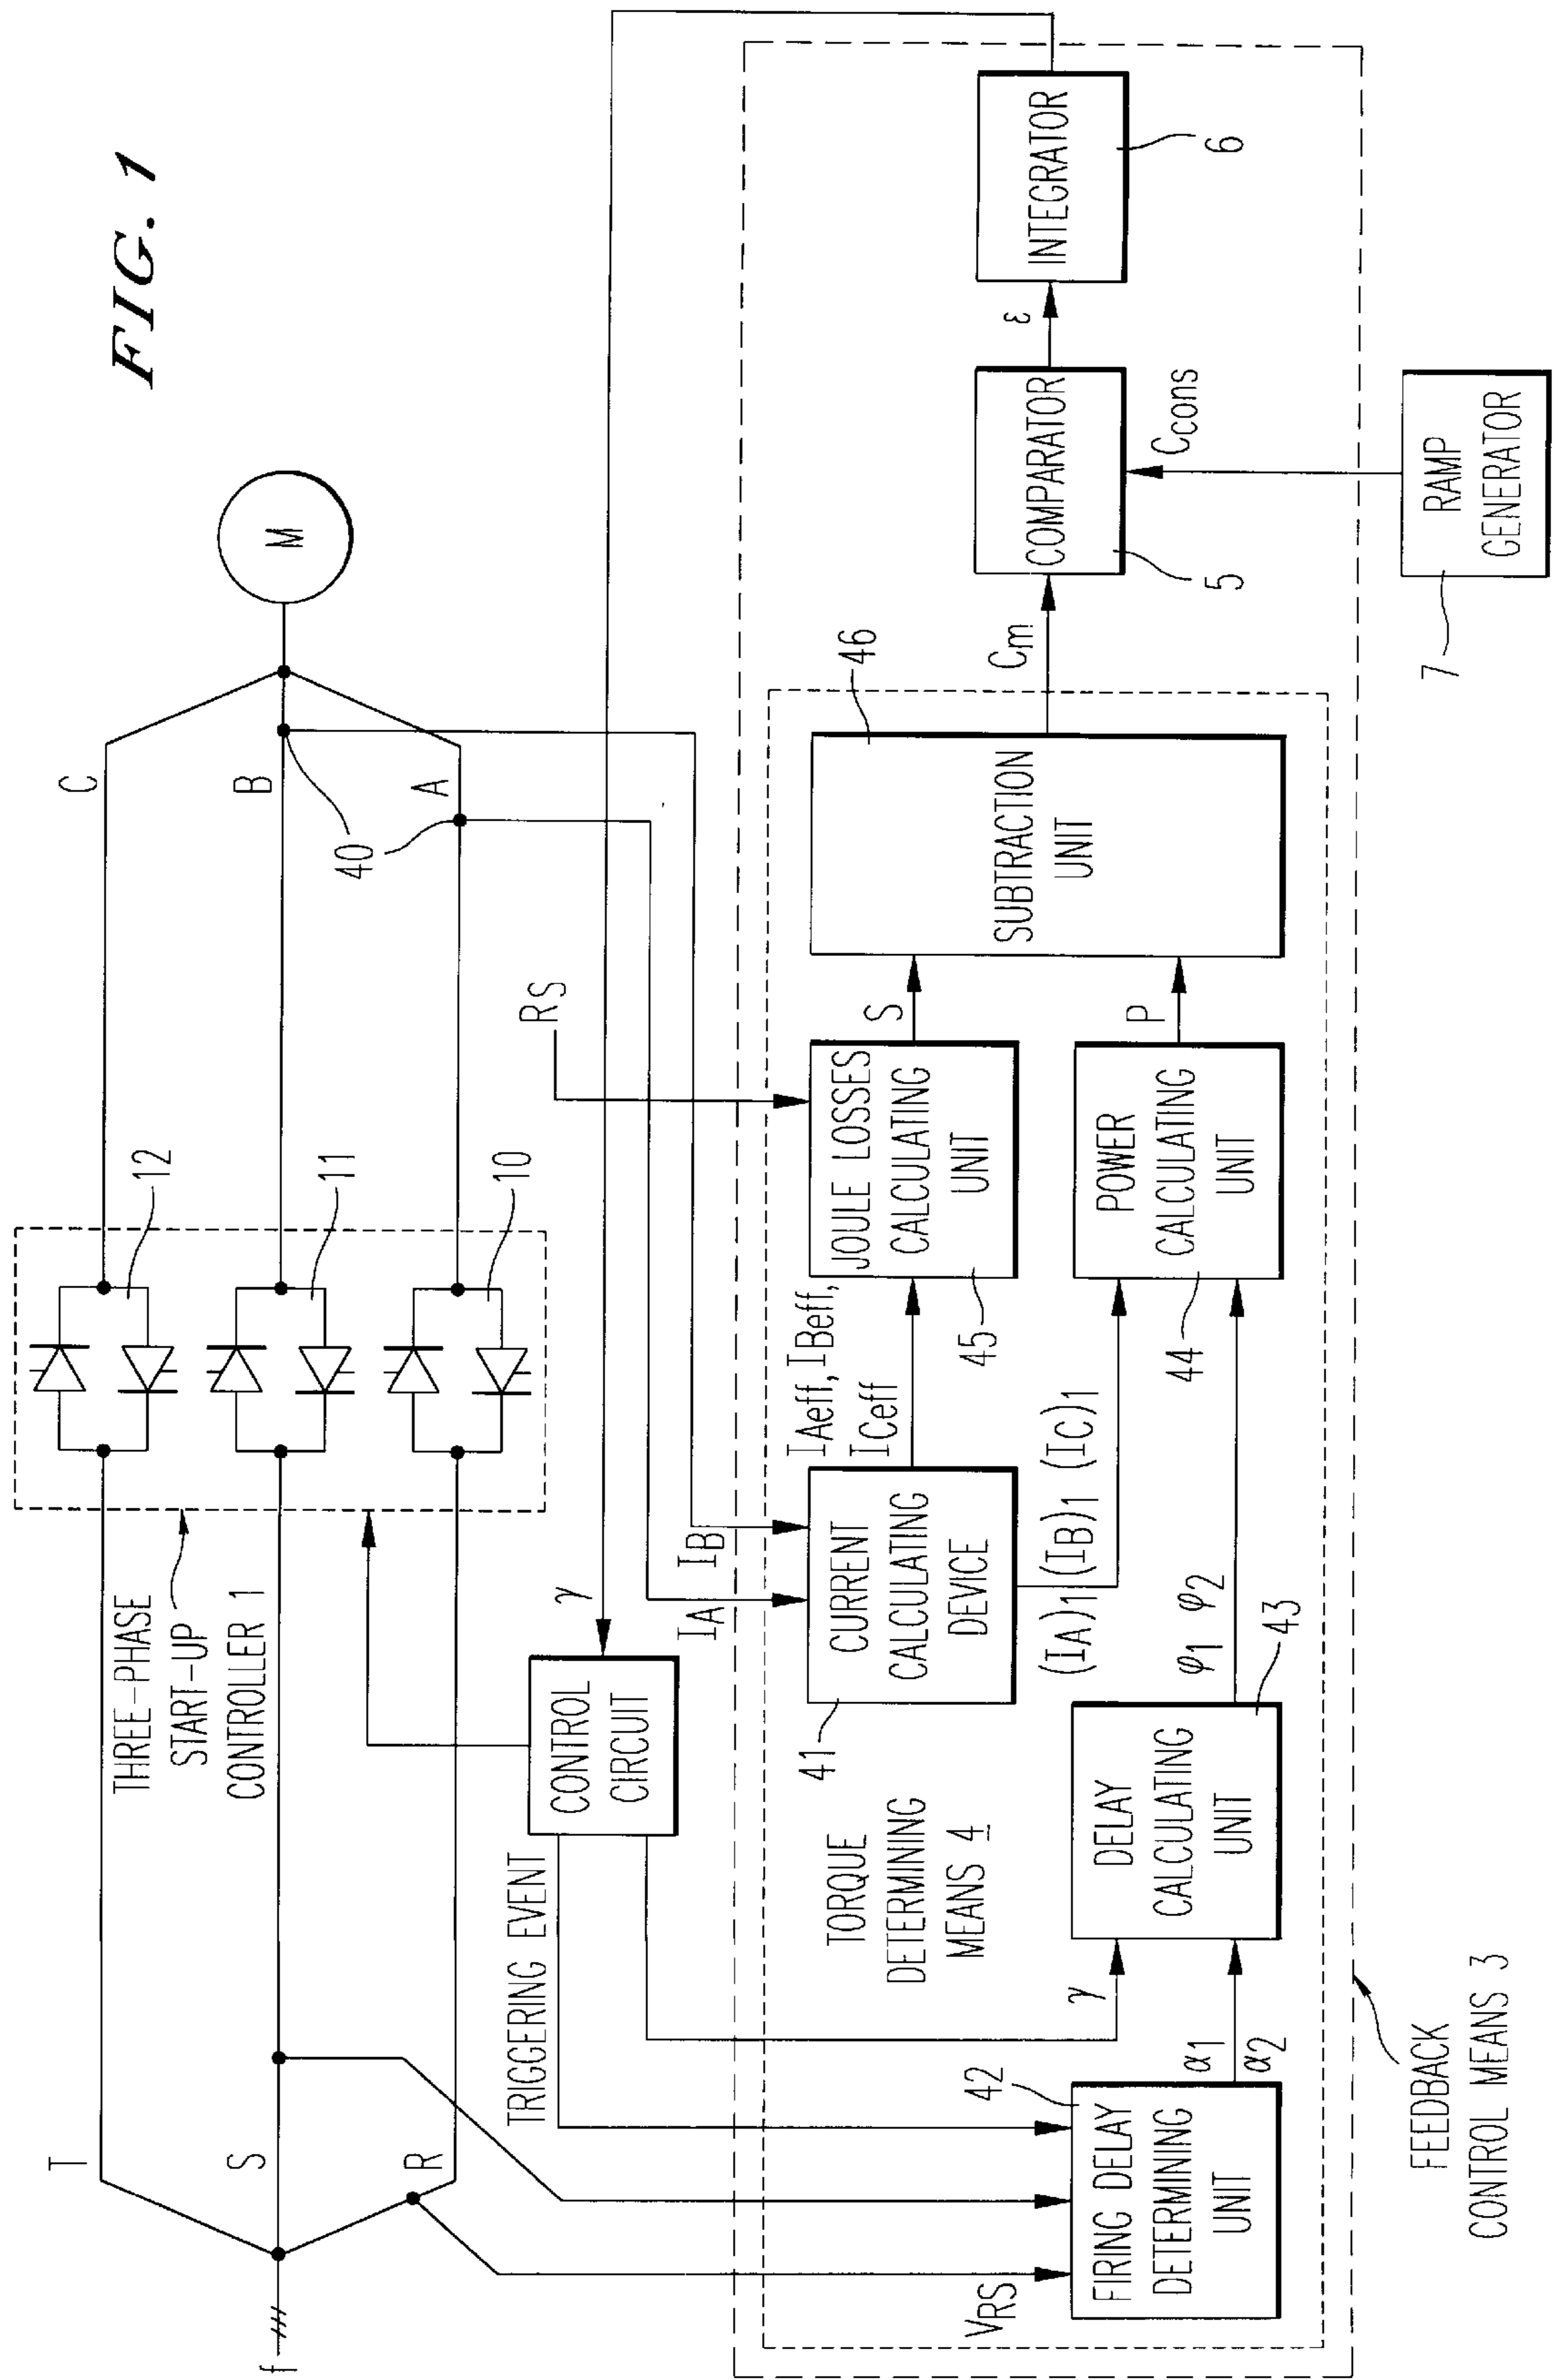 FIG. 1
T
S
R
f
THREE-PHASE
START-UP
CONTROLLER 1
12
11
10
C
B
A
40
M
TRIGGERING EVENT
CONTROL
CIRCUIT
γ
IA
IB
RS
TORQUE
DETERMINING
MEANS 4
41
CURRENT
CALCULATING
DEVICE
IAeff, IBeff,
ICeff
(IA)1 (IB)1 (IC)1
JOULE LOSSES
CALCULATING
UNIT
45
S
VRS
42
FIRING DELAY
DETERMINING
UNIT
α1
α2
γ
DELAY
CALCULATING
UNIT
43
φ1 φ2
POWER
CALCULATING
UNIT
44
P
46
SUBTRACTION
UNIT
Cm
COMPARATOR
5
ε
INTEGRATOR
6
Ccons
RAMP
GENERATOR
7
FEEDBACK
CONTROL MEANS 3